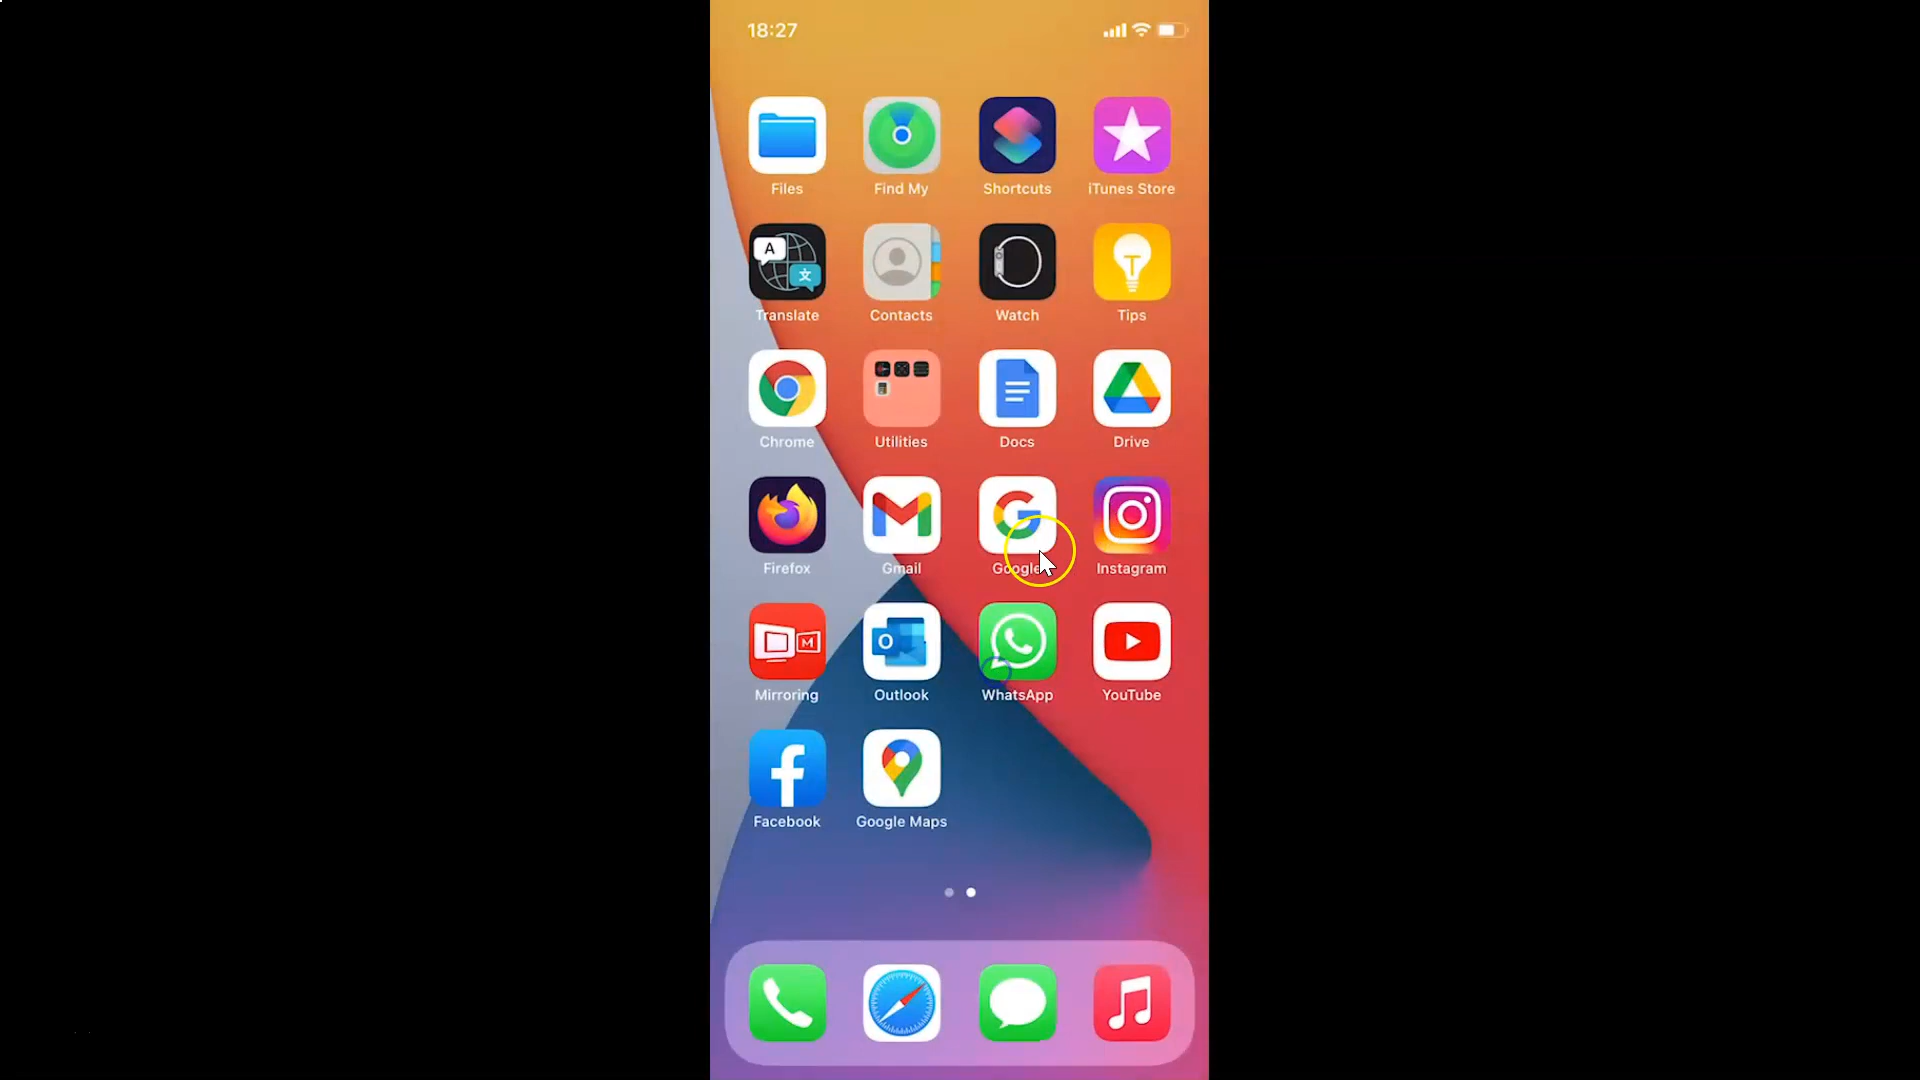 18:27
Files Find My Shortcuts iTunes Store
Translate Contacts Watch Tips
Chrome Utilities Docs Drive
Firefox Gmail Google Instagram
Mirroring Outlook WhatsApp YouTube
Facebook Google Maps